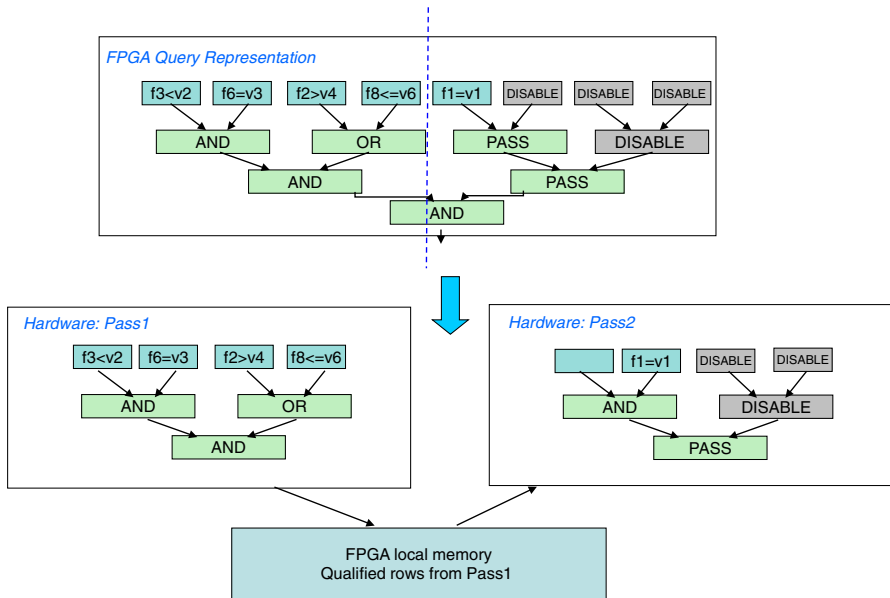 FPGA Query Representation
f3<v2 f6=v3 f2>v4 f8<=v6 f1=v1 DISABLE DISABLE DISABLE
AND OR PASS DISABLE
AND PASS
AND
Hardware: Pass1
f3<v2 f6=v3 f2>v4 f8<=v6
AND OR
AND
Hardware: Pass2
f1=v1 DISABLE DISABLE
AND DISABLE
PASS
FPGA local memory
Qualified rows from Pass1